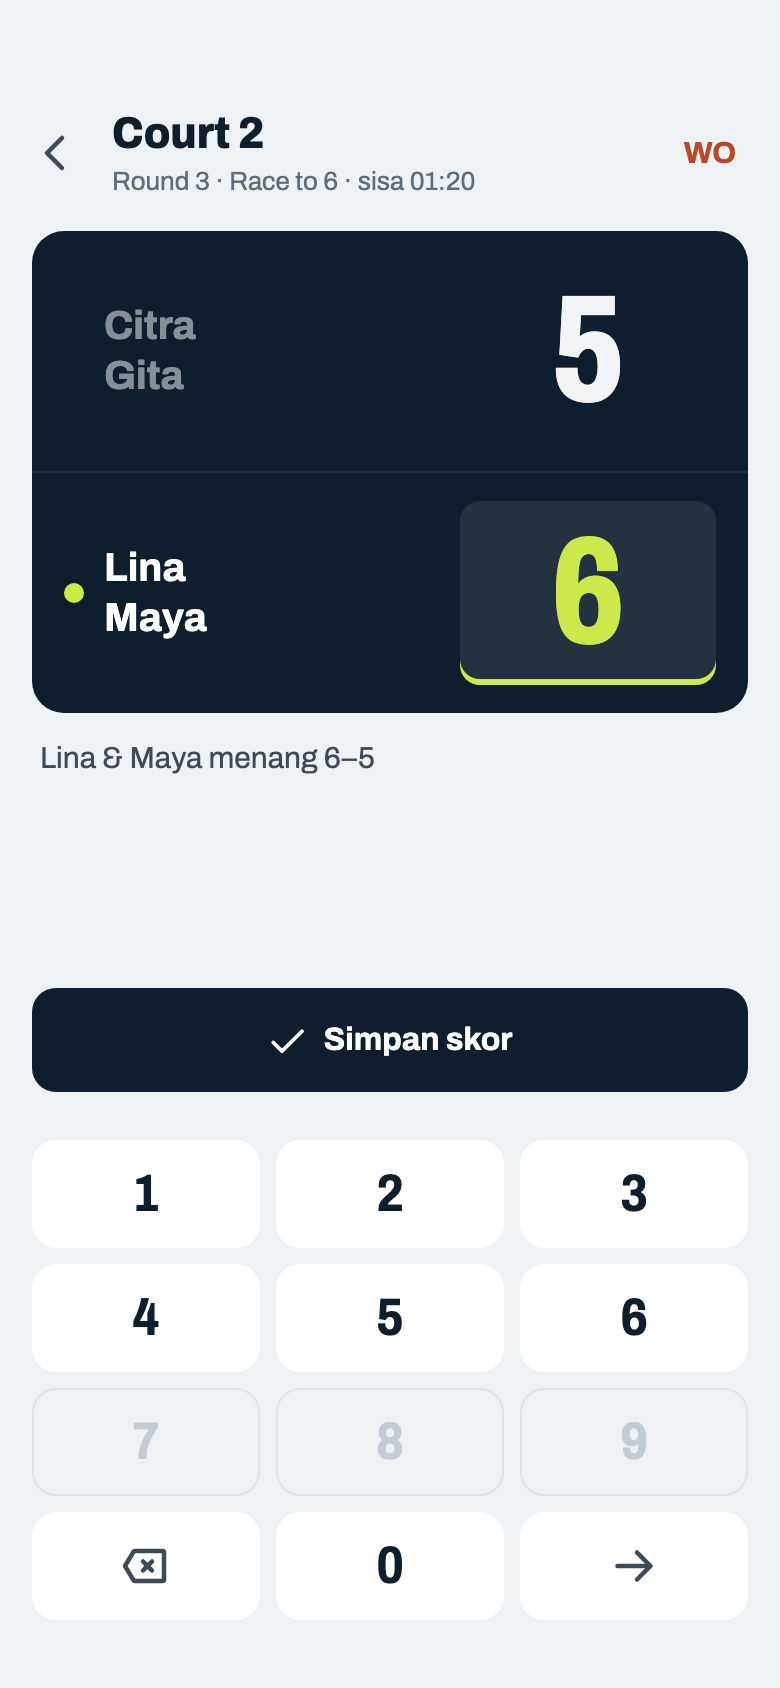 Court 2
Round 3 · Race to 6 · sisa 01:20
WO
Citra
Gita
5
Lina
Maya
6
Lina & Maya menang 6–5
Simpan skor
1 2 3
4 5 6
7 8 9
0